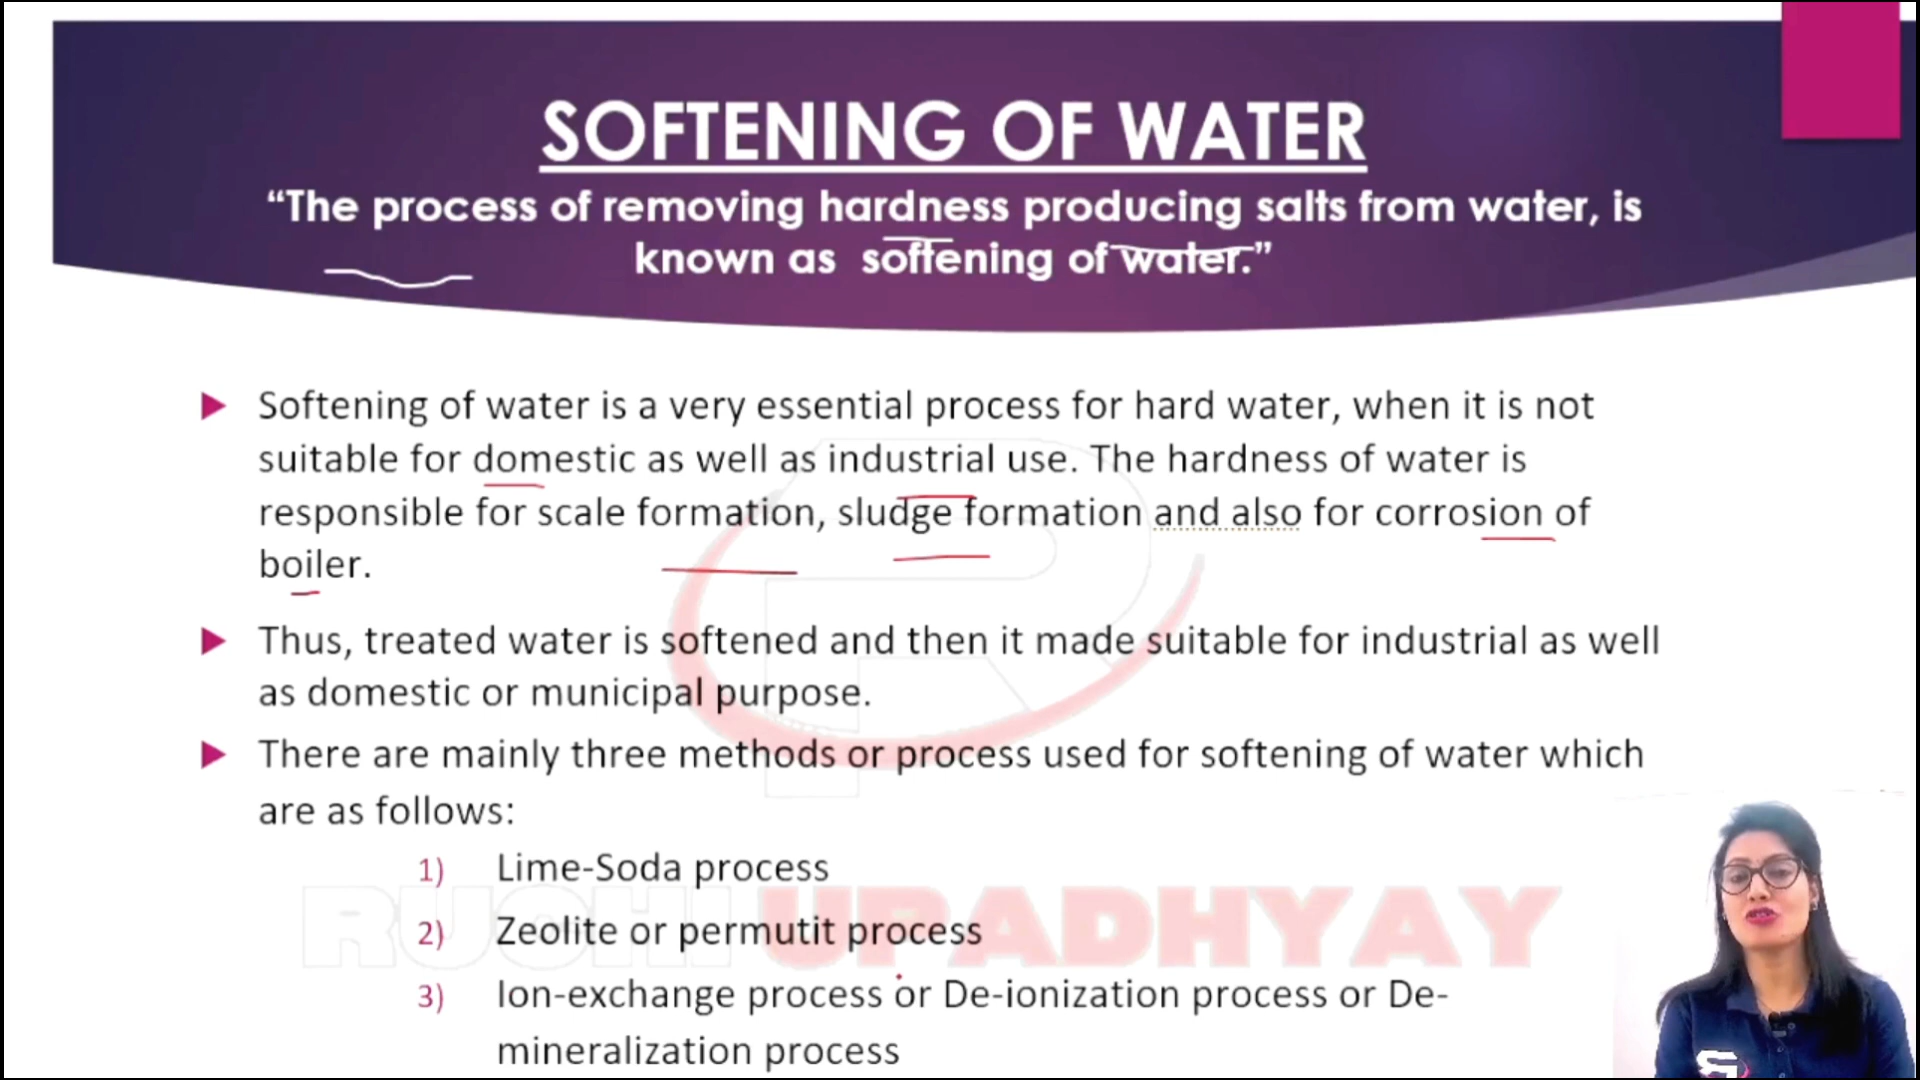 SOFTENING OF WATER
“The process of removing hardness producing salts from water, is
known as softening of water.”
Softening of water is a very essential process for hard water, when it is not
suitable for domestic as well as industrial use. The hardness of water is
responsible for scale formation, sludge formation and also for corrosion of
boiler.
Thus, treated water is softened and then it made suitable for industrial as well
as domestic or municipal purpose.
There are mainly three methods or process used for softening of water which
are as follows:
1) Lime-Soda process
RUCHI UPADHYAY
2) Zeolite or permutit process
3) Ion-exchange process or De-ionization process or De-
mineralization process